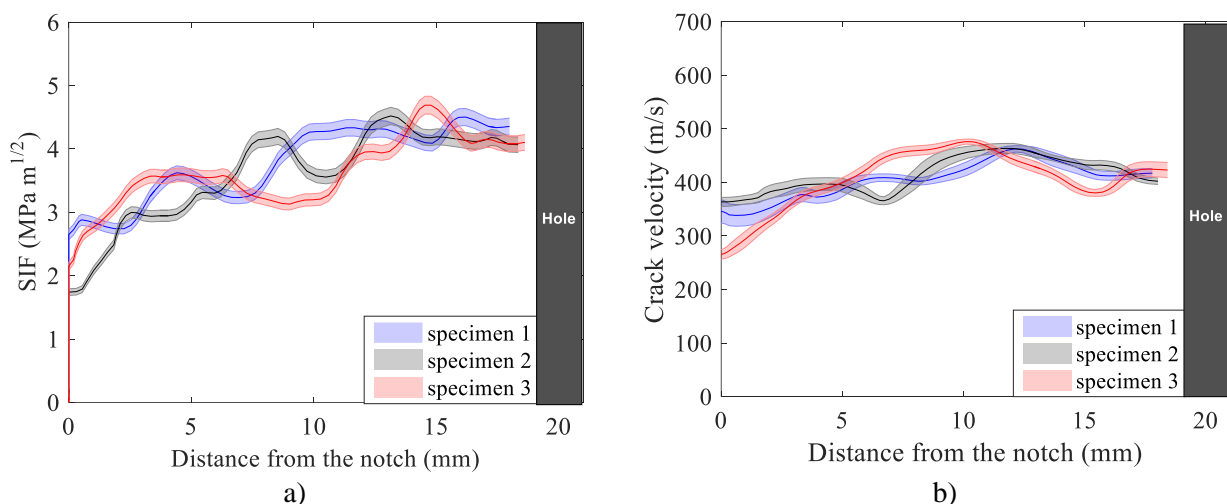 6
5
4
3
2
1
0
SIF (MPa m1/2)
0 5 10 15 20
Distance from the notch (mm)
Hole
specimen 1
specimen 2
specimen 3
a)
700
600
500
400
300
200
100
0
Crack velocity (m/s)
0 5 10 15 20
Distance from the notch (mm)
Hole
specimen 1
specimen 2
specimen 3
b)